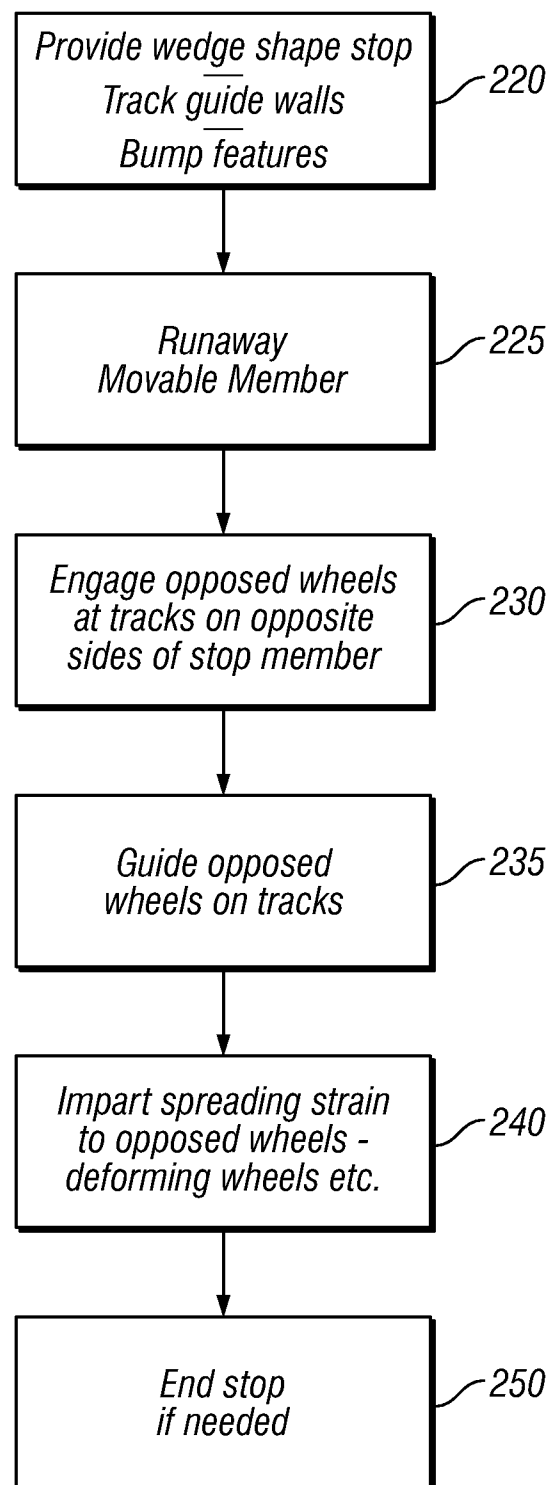 Provide wedge shape stop
Track guide walls
Bump features
220
Runaway
Movable Member
225
Engage opposed wheels
at tracks on opposite
sides of stop member
230
Guide opposed
wheels on tracks
235
Impart spreading strain
to opposed wheels -
deforming wheels etc.
240
End stop
if needed
250